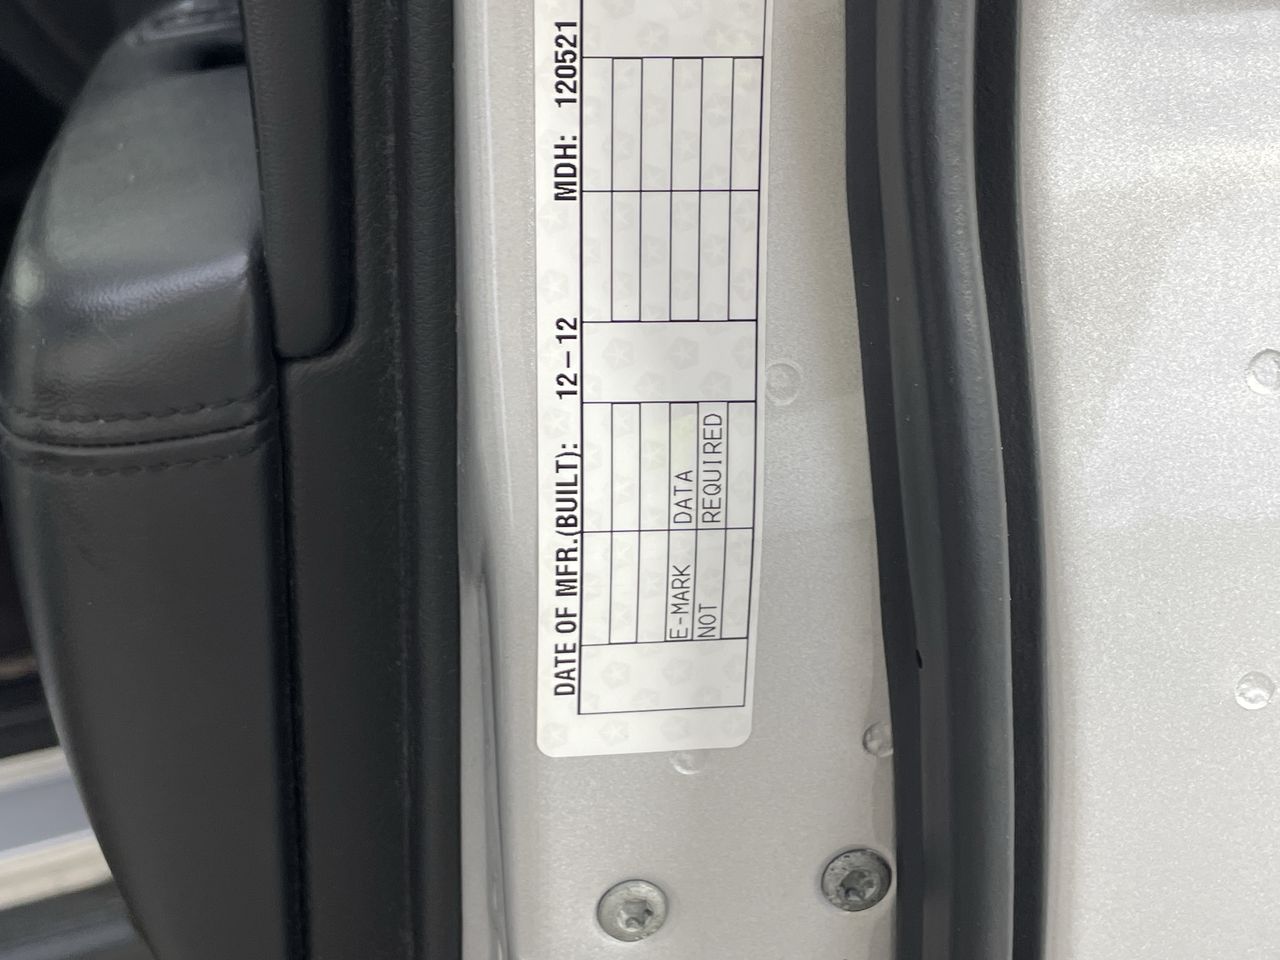 DATE OF MFR.(BUILT): 12-12 MDH: 120521
E-MARK DATA
NOT REQUIRED